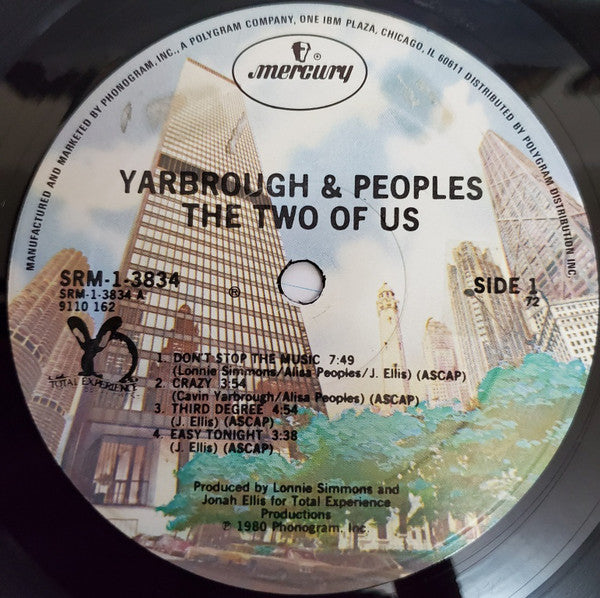 MANUFACTURED AND MARKETED BY PHONOGRAM, INC., A POLYGRAM COMPANY, ONE IBM PLAZA, CHICAGO, IL 60611 DISTRIBUTED BY POLYGRAM DISTRIBUTION INC
mercury ®
YARBROUGH & PEOPLES
THE TWO OF US
SRM-1-3834
SRM-1-3834 A
9110 162
®
SIDE 1
72
TOTAL EXPERIENCE
1. DON'T STOP THE MUSIC 7:49
(Lonnie Simmons/Alisa Peoples/J. Ellis) (ASCAP)
2. CRAZY 3:54
(Cavin Yarbrough/Alisa Peoples) (ASCAP)
3. THIRD DEGREE 4:54
(J. Ellis) (ASCAP)
4. EASY TONIGHT 3:38
(J. Ellis) (ASCAP)
Produced by Lonnie Simmons and
Jonah Ellis for Total Experience
Productions
℗ 1980 Phonogram, Inc.